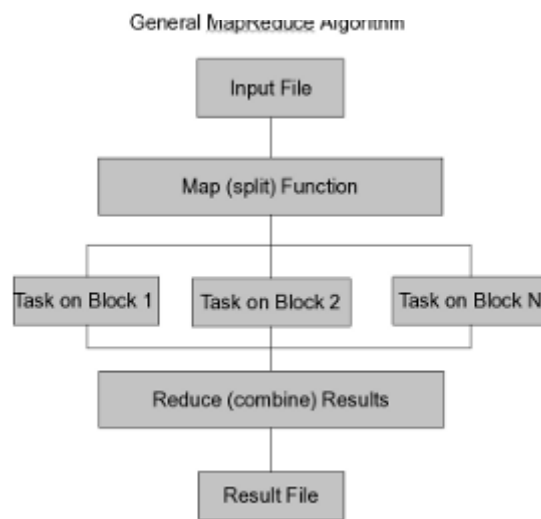 General MapReduce Algorithm
Input File
Map (split) Function
Task on Block 1
Task on Block 2
Task on Block N
Reduce (combine) Results
Result File